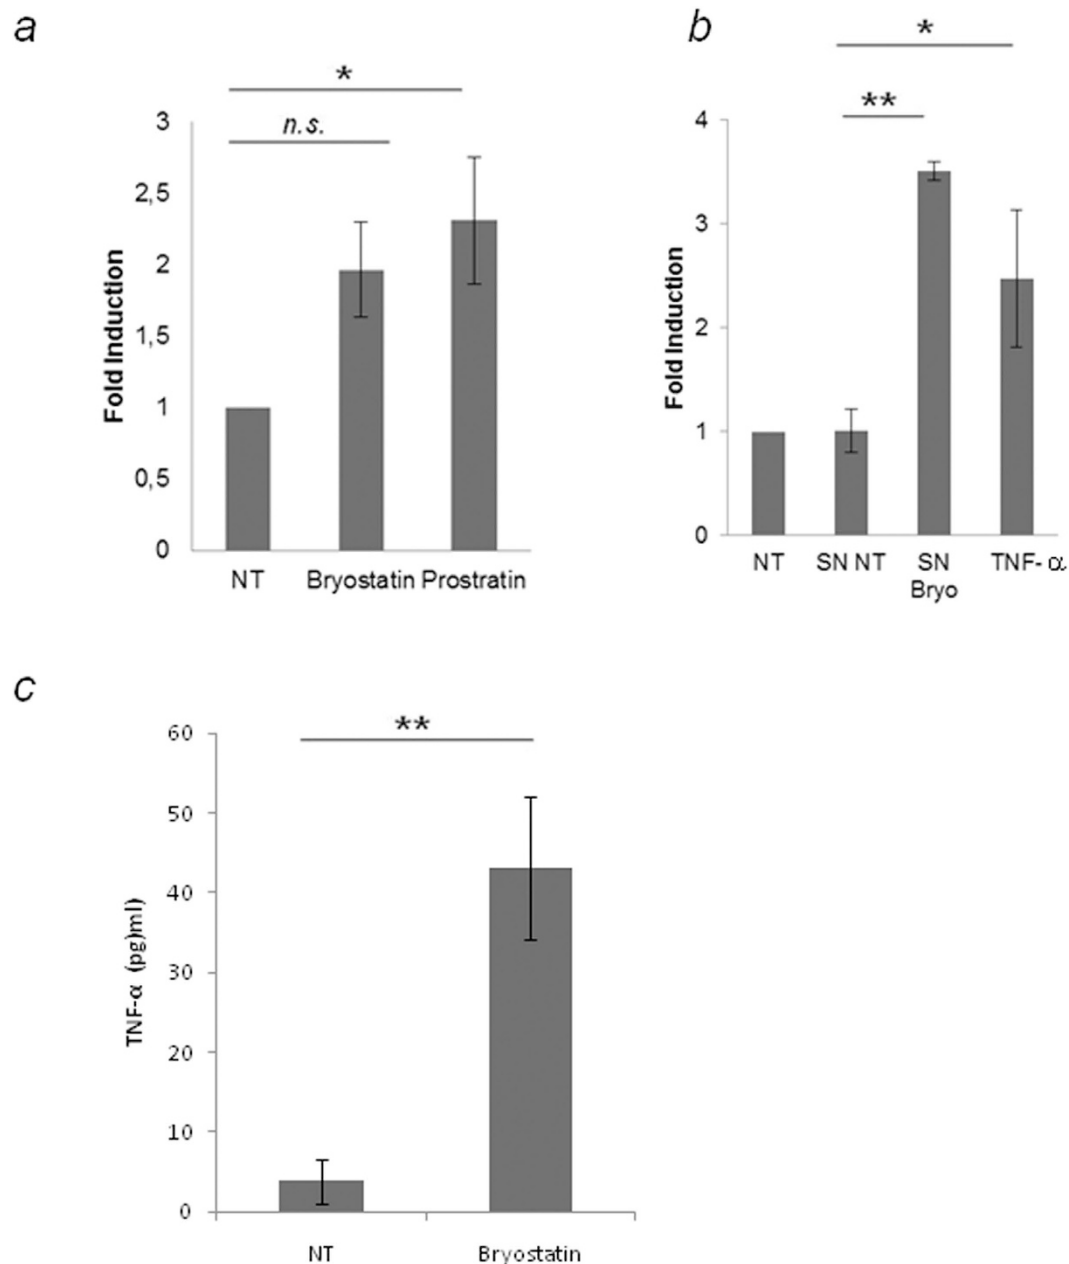 a
*
n.s.
3
2,5
2
1,5
1
0,5
0
Fold Induction
NT Bryostatin Prostratin
b
*
**
4
3
2
1
0
Fold Induction
NT SN NT SN Bryo TNF- α
c
**
60
50
40
30
20
10
0
TNF-α (pg)ml)
NT Bryostatin